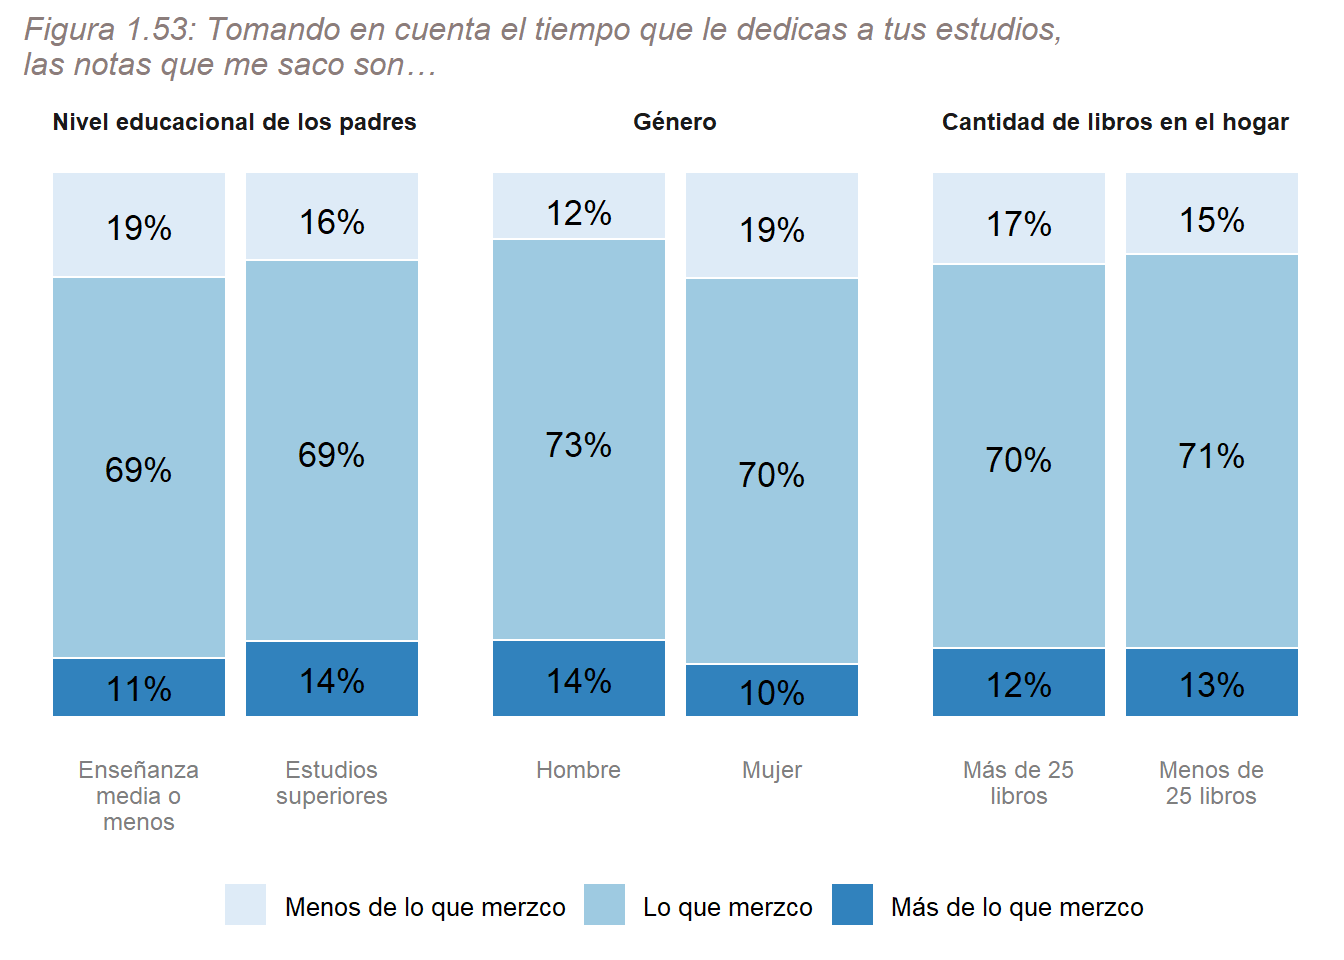 Figura 1.53: Tomando en cuenta el tiempo que le dedicas a tus estudios,
las notas que me saco son…
Nivel educacional de los padres
Género
Cantidad de libros en el hogar
19%
16%
12%
19%
17%
15%
69%
69%
73%
70%
70%
71%
11%
14%
14%
10%
12%
13%
Enseñanza
media o
menos
Estudios
superiores
Hombre
Mujer
Más de 25
libros
Menos de
25 libros
Menos de lo que merzco
Lo que merzco
Más de lo que merzco